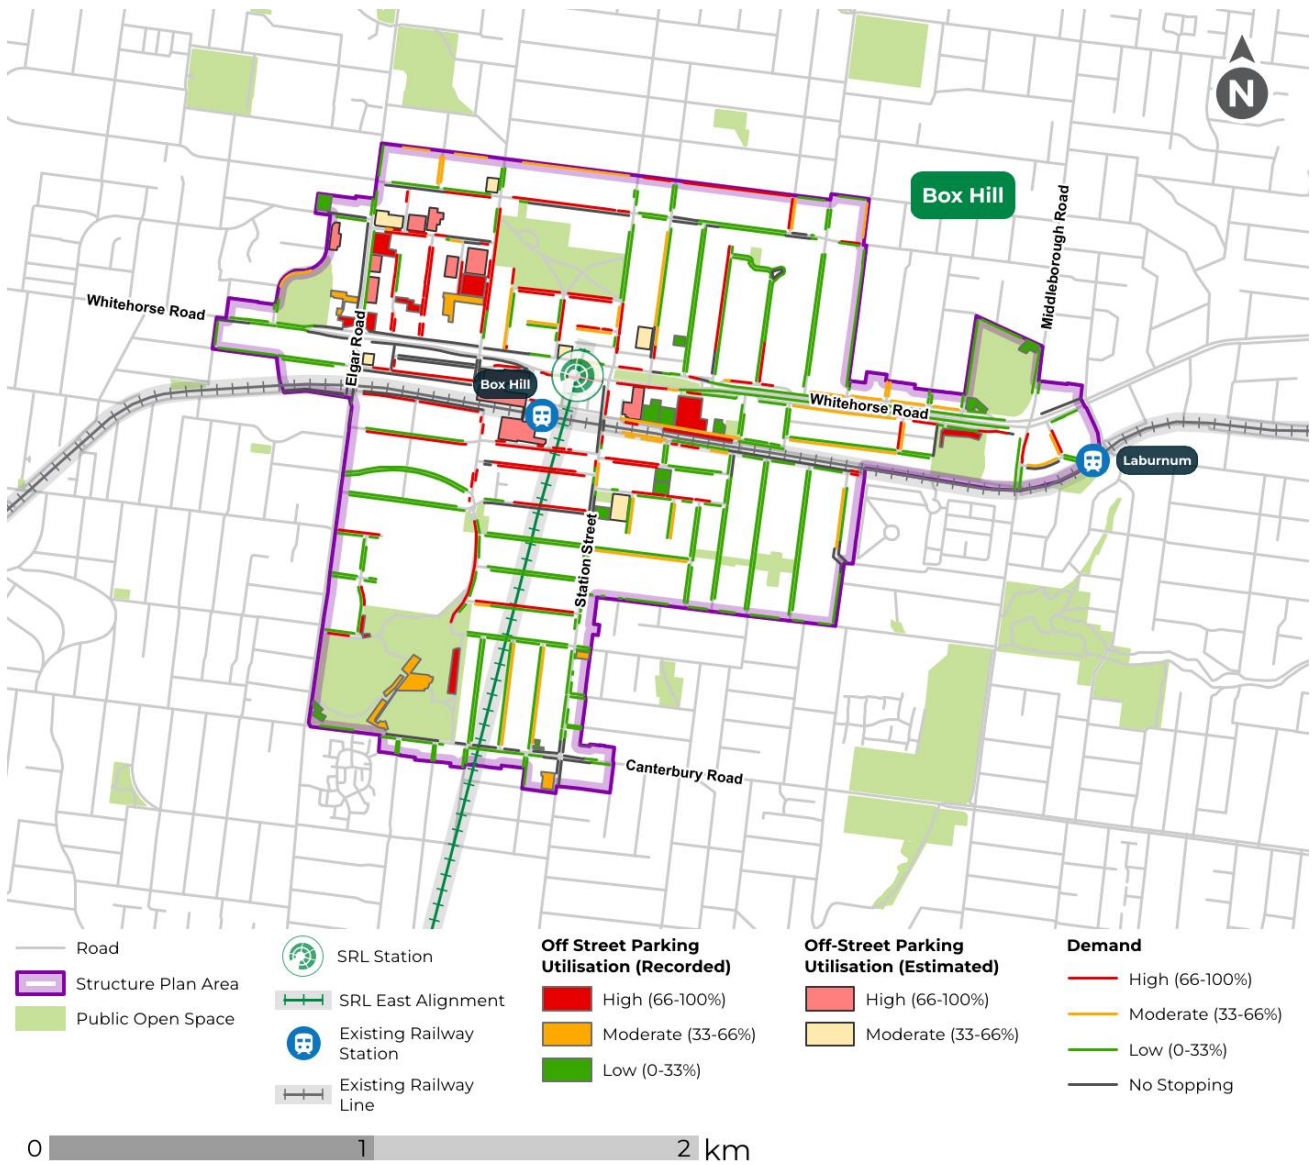 N
Box Hill
Middleborough Road
Whitehorse Road
Elgar Road
Box Hill
Whitehorse Road
Laburnum
Station Street
Canterbury Road
Road
Structure Plan Area
Public Open Space
SRL Station
SRL East Alignment
Existing Railway
Station
Existing Railway
Line
Off Street Parking
Utilisation (Recorded)
High (66-100%)
Moderate (33-66%)
Low (0-33%)
Off-Street Parking
Utilisation (Estimated)
High (66-100%)
Moderate (33-66%)
Demand
High (66-100%)
Moderate (33-66%)
Low (0-33%)
No Stopping
0 1 2 km